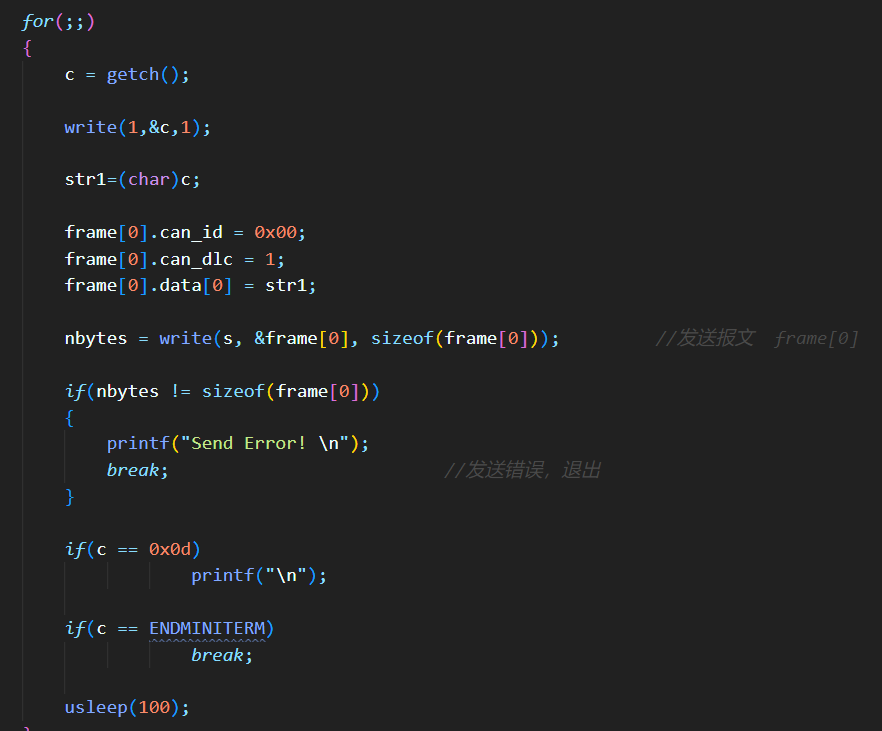 for(;;)
{
c = getch();
write(1,&c,1);
str1=(char)c;
frame[0].can_id = 0x00;
frame[0].can_dlc = 1;
frame[0].data[0] = str1;
nbytes = write(s, &frame[0], sizeof(frame[0])); //发送报文 frame[0]
if(nbytes != sizeof(frame[0]))
{
printf("Send Error! \n");
break; //发送错误，退出
}
if(c == 0x0d)
printf("\n");
if(c == ENDMINITERM)
break;
usleep(100);
}